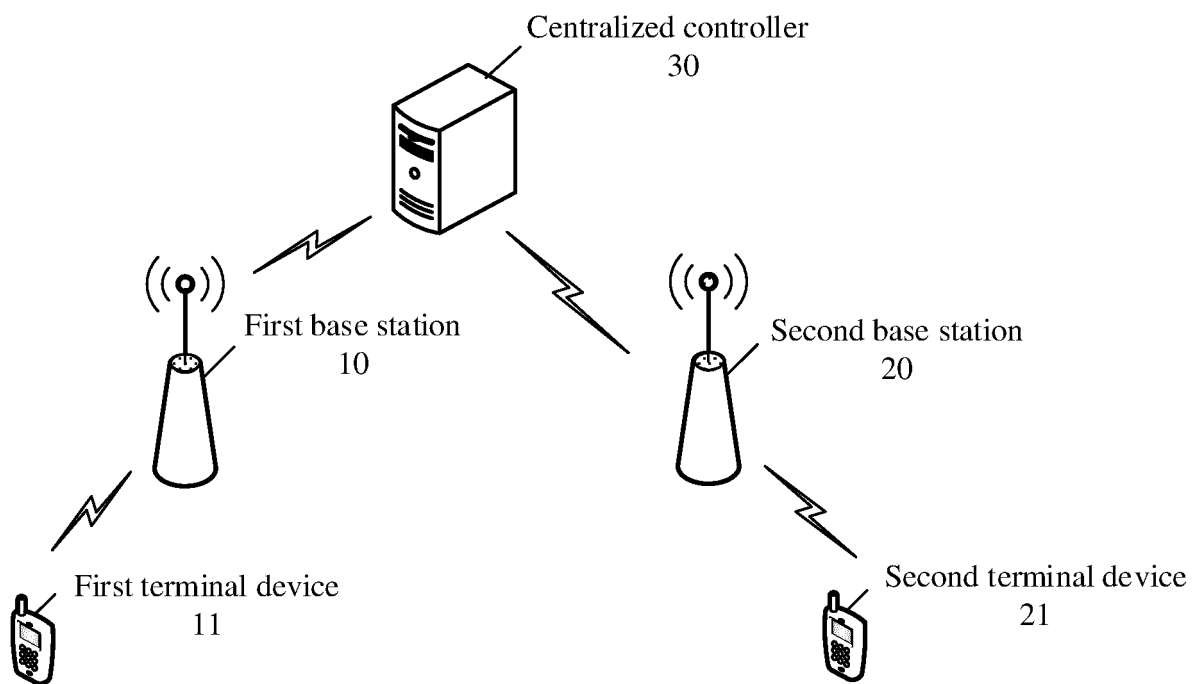 Centralized controller
30
First base station
10
Second base station
20
First terminal device
11
Second terminal device
21